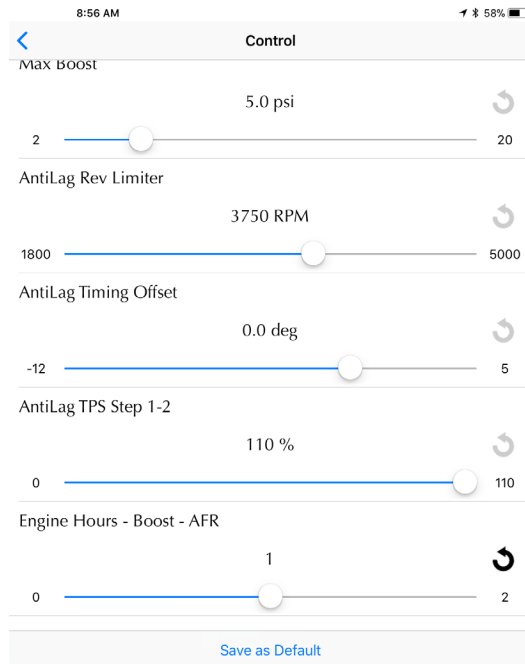 8:56 AM 58%
Control
Max Boost
5.0 psi
2 20
AntiLag Rev Limiter
3750 RPM
1800 5000
AntiLag Timing Offset
0.0 deg
-12 5
AntiLag TPS Step 1-2
110 %
0 110
Engine Hours - Boost - AFR
1
0 2
Save as Default